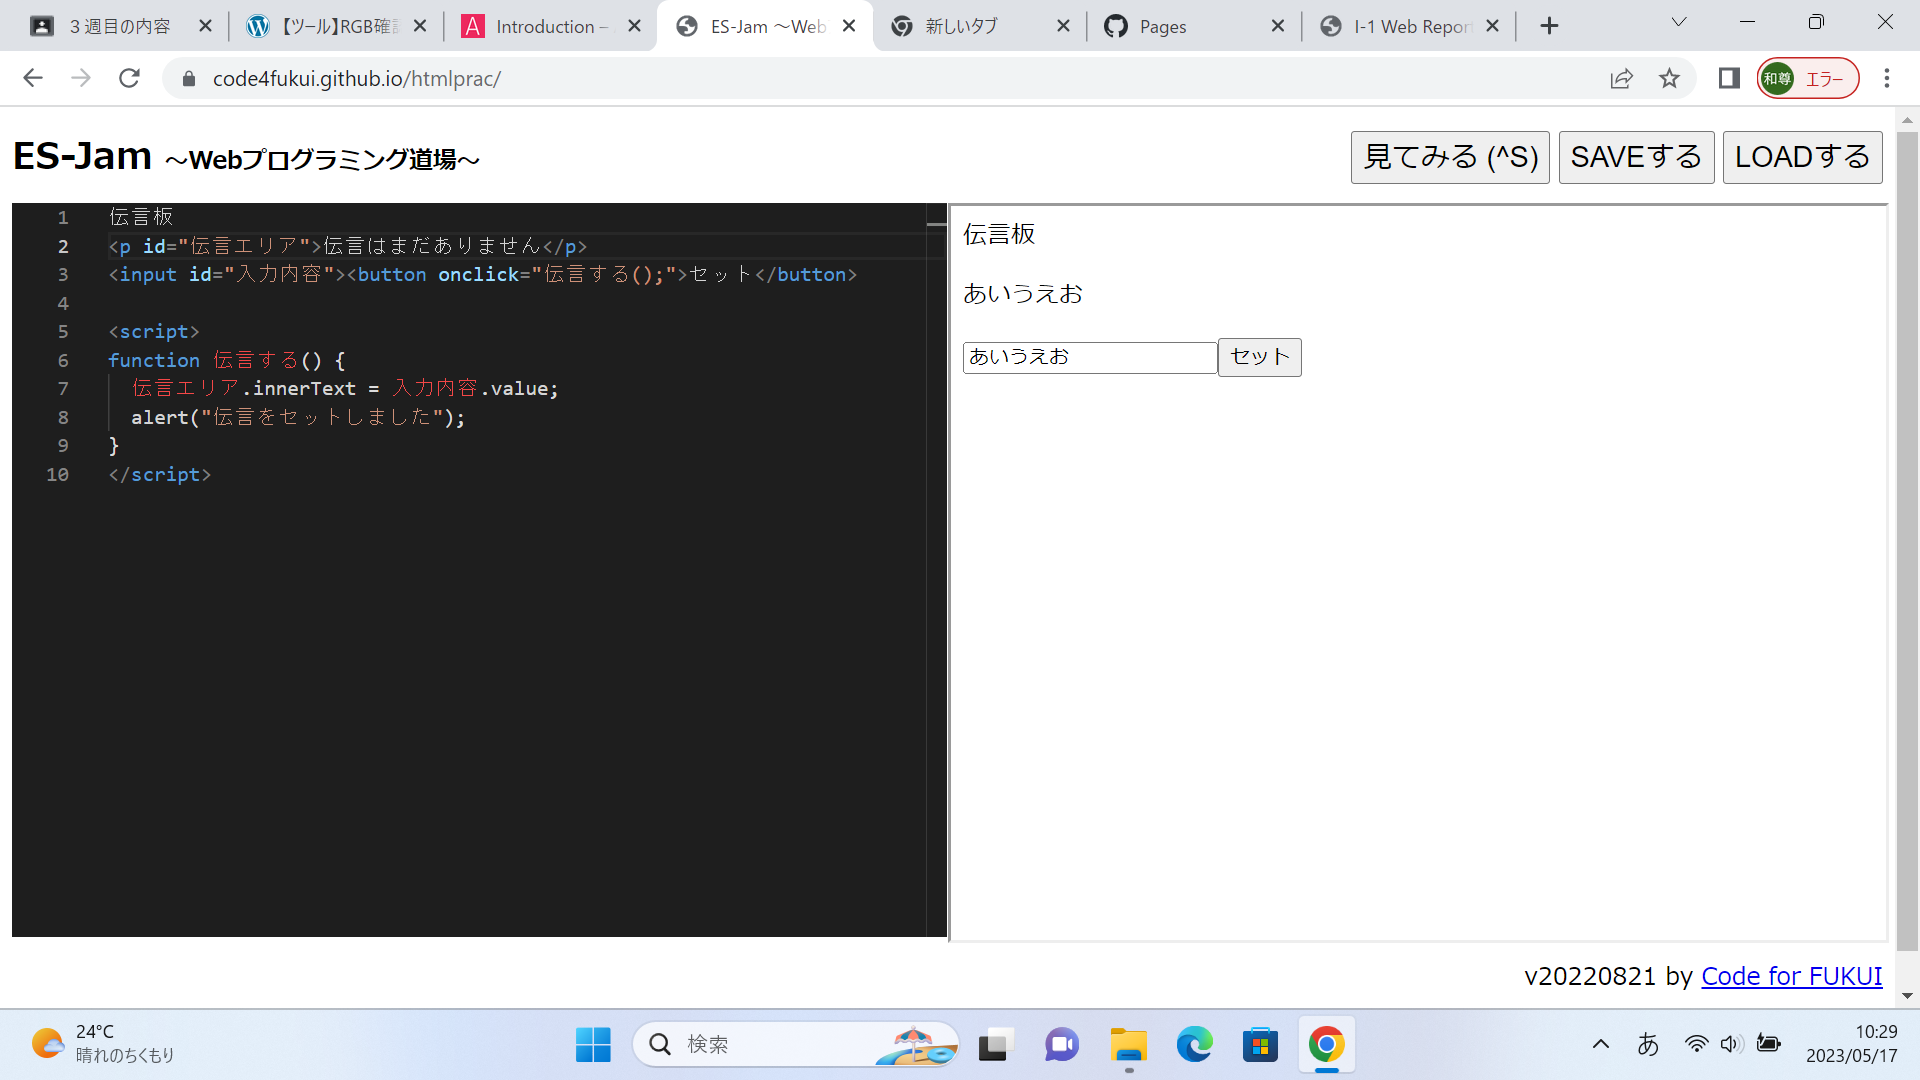 ３週目の内容
【ツール】RGB確認
Introduction –
ES-Jam ～Web
新しいタブ
Pages
I-1 Web Report
code4fukui.github.io/htmlprac/
和尊
エラー
ES-Jam ～Webプログラミング道場～
見てみる (^S)
SAVEする
LOADする
1 伝言板
2 <p id="伝言エリア">伝言はまだありません</p>
3 <input id="入力内容"><button onclick="伝言する();">セット</button>
4
5 <script>
6 function 伝言する() {
7 伝言エリア.innerText = 入力内容.value;
8 alert("伝言をセットしました");
9 }
10 </script>
伝言板
あいうえお
あいうえお セット
v20220821 by Code for FUKUI
24°C
晴れのちくもり
検索
あ
10:29
2023/05/17